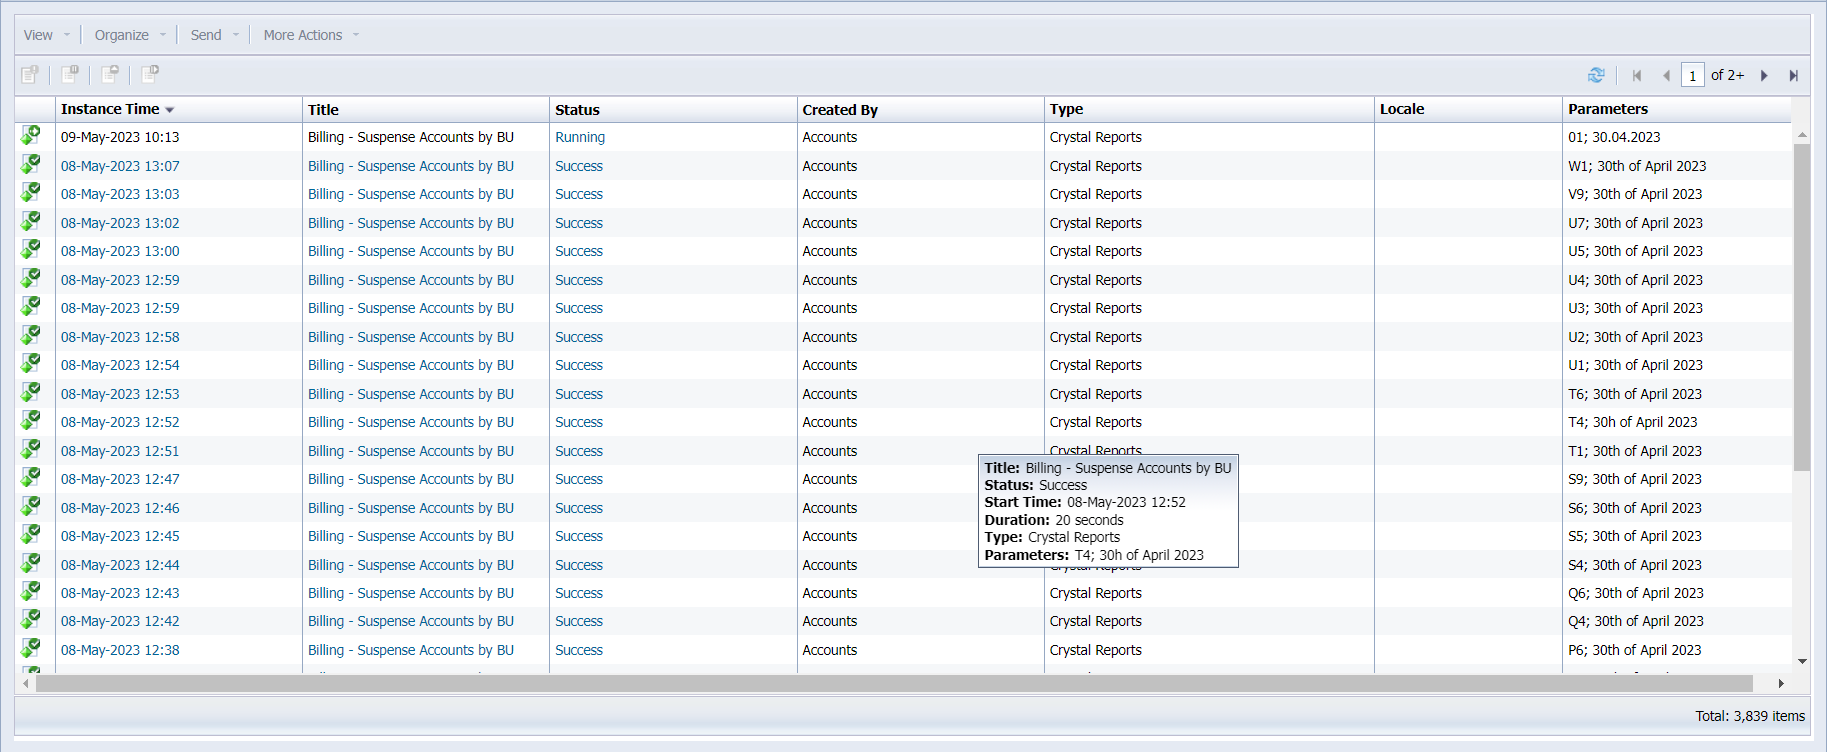 View Organize Send More Actions
1 of 2+
Instance Time Title Status Created By Type Locale Parameters
09-May-2023 10:13 Billing - Suspense Accounts by BU Running Accounts Crystal Reports 01; 30.04.2023
08-May-2023 13:07 Billing - Suspense Accounts by BU Success Accounts Crystal Reports W1; 30th of April 2023
08-May-2023 13:03 Billing - Suspense Accounts by BU Success Accounts Crystal Reports V9; 30th of April 2023
08-May-2023 13:02 Billing - Suspense Accounts by BU Success Accounts Crystal Reports U7; 30th of April 2023
08-May-2023 13:00 Billing - Suspense Accounts by BU Success Accounts Crystal Reports U5; 30th of April 2023
08-May-2023 12:59 Billing - Suspense Accounts by BU Success Accounts Crystal Reports U4; 30th of April 2023
08-May-2023 12:59 Billing - Suspense Accounts by BU Success Accounts Crystal Reports U3; 30th of April 2023
08-May-2023 12:58 Billing - Suspense Accounts by BU Success Accounts Crystal Reports U2; 30th of April 2023
08-May-2023 12:54 Billing - Suspense Accounts by BU Success Accounts Crystal Reports U1; 30th of April 2023
08-May-2023 12:53 Billing - Suspense Accounts by BU Success Accounts Crystal Reports T6; 30th of April 2023
08-May-2023 12:52 Billing - Suspense Accounts by BU Success Accounts Crystal Reports T4; 30h of April 2023
08-May-2023 12:51 Billing - Suspense Accounts by BU Success Accounts Crystal Reports T1; 30th of April 2023
08-May-2023 12:47 Billing - Suspense Accounts by BU Success Accounts S9; 30th of April 2023
08-May-2023 12:46 Billing - Suspense Accounts by BU Success Accounts S6; 30th of April 2023
08-May-2023 12:45 Billing - Suspense Accounts by BU Success Accounts S5; 30th of April 2023
08-May-2023 12:44 Billing - Suspense Accounts by BU Success Accounts Crystal Reports S4; 30th of April 2023
08-May-2023 12:43 Billing - Suspense Accounts by BU Success Accounts Crystal Reports Q6; 30th of April 2023
08-May-2023 12:42 Billing - Suspense Accounts by BU Success Accounts Crystal Reports Q4; 30th of April 2023
08-May-2023 12:38 Billing - Suspense Accounts by BU Success Accounts Crystal Reports P6; 30th of April 2023
Title: Billing - Suspense Accounts by BU
Status: Success
Start Time: 08-May-2023 12:52
Duration: 20 seconds
Type: Crystal Reports
Parameters: T4; 30h of April 2023
Total: 3,839 items